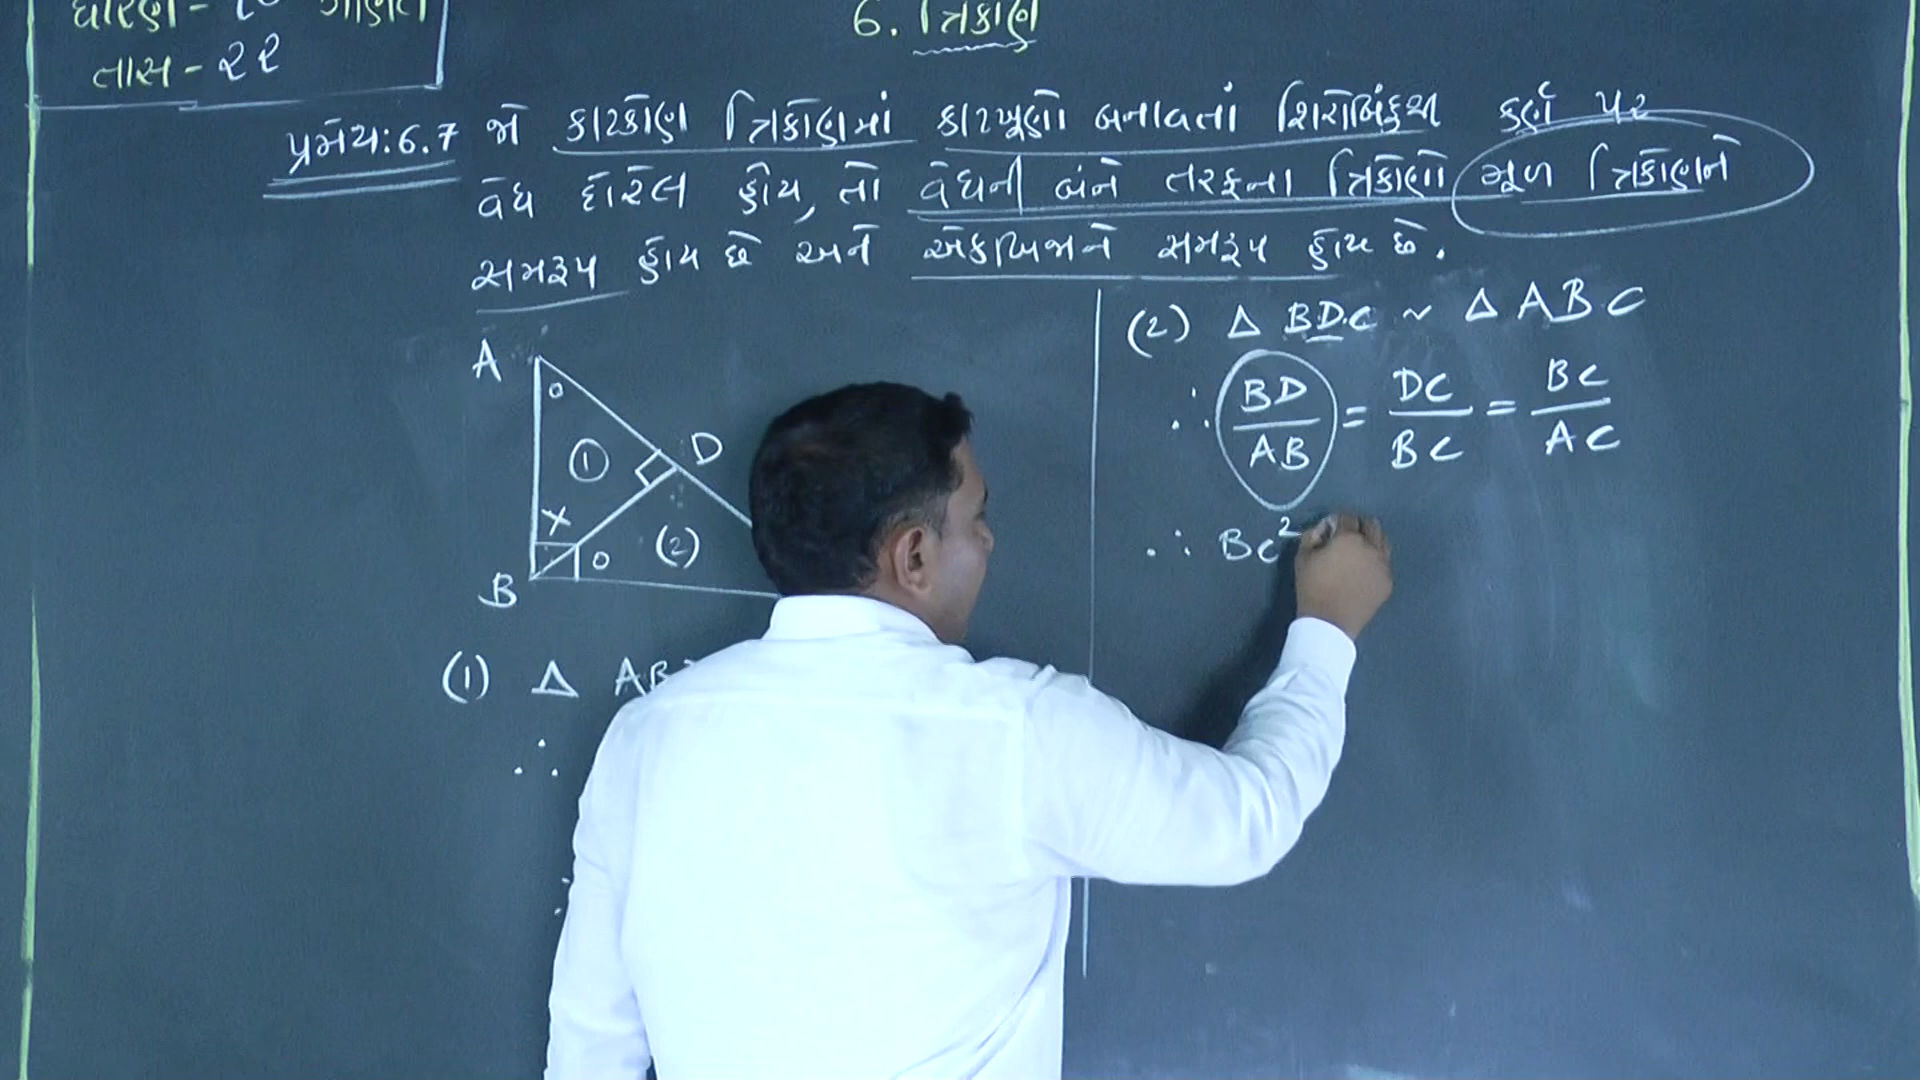 ધોરણ - ૧૦ ગણિત
તાસ - ૨૨
6. ત્રિકોણ
પ્રમેય: 6.7 જો કાટકોણ ત્રિકોણમાં કાટખૂણો બનાવતાં શિરોબિંદુથી કર્ણ પર
વેધ દોરેલ હોય, તો વેધની બંને તરફના ત્રિકોણો મૂળ ત્રિકોણને
સમરૂપ હોય છે અને એકબિજાને સમરૂપ હોય છે.
A
D
(1)
X
(2)
B
(1) Δ AB
∴
(2) Δ BDC ~ Δ ABC
∴ BD/AB = DC/BC = BC/AC
∴ BC²